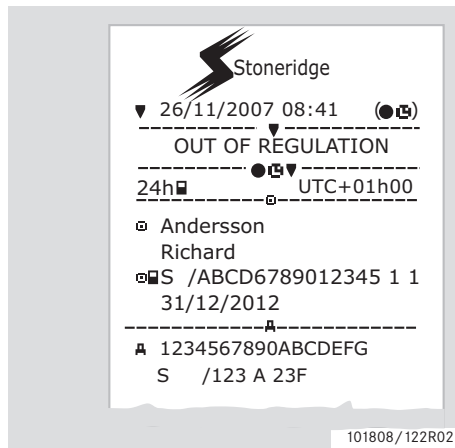 Stoneridge
26/11/2007 08:41
OUT OF REGULATION
24h UTC+01h00
Andersson
Richard
S /ABCD6789012345 1 1
31/12/2012
1234567890ABCDEFG
S /123 A 23F
101808/122R02